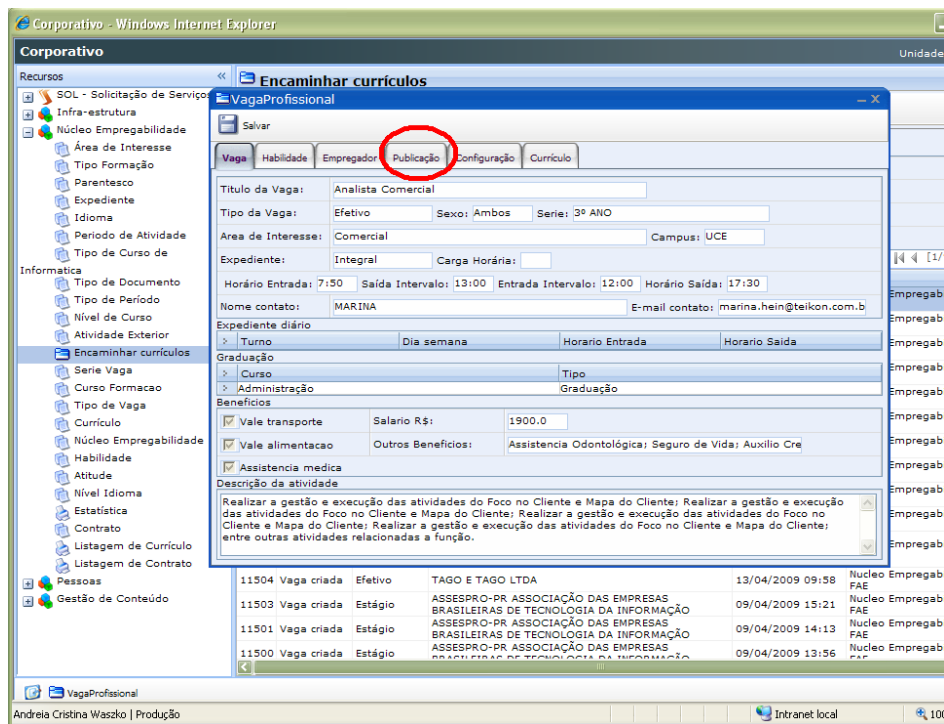 Corporativo - Windows Internet Explorer
Corporativo
Unidade
Recursos
«
Encaminhar currículos
SOL - Solicitação de Serviços
Infra-estrutura
Núcleo Empregabilidade
Área de Interesse
Tipo Formação
Parentesco
Expediente
Idioma
Periodo de Atividade
Tipo de Curso de
Informatica
Tipo de Documento
Tipo de Período
Nível de Curso
Atividade Exterior
Encaminhar currículos
Serie Vaga
Curso Formacao
Tipo de Vaga
Currículo
Núcleo Empregabilidade
Habilidade
Atitude
Nível Idioma
Estatística
Contrato
Listagem de Currículo
Listagem de Contrato
Pessoas
Gestão de Conteúdo
VagaProfissional
Salvar
Vaga Habilidade Empregador Publicação Configuração Currículo
Titulo da Vaga: Analista Comercial
Tipo da Vaga: Efetivo Sexo: Ambos Serie: 3º ANO
Area de Interesse: Comercial Campus: UCE
Expediente: Integral Carga Horária:
Horário Entrada: 7:50 Saída Intervalo: 13:00 Entrada Intervalo: 12:00 Horário Saída: 17:30
Nome contato: MARINA E-mail contato: marina.hein@teikon.com.b
Expediente diário
> Turno Dia semana Horario Entrada Horario Saida
Graduação
> Curso Tipo
> Administração Graduação
Beneficios
Vale transporte Salario R$: 1900.0
Vale alimentacao Outros Beneficios: Assistencia Odontológica; Seguro de Vida; Auxilio Cre
Assistencia medica
Descrição da atividade
Realizar a gestão e execução das atividades do Foco no Cliente e Mapa do Cliente; Realizar a gestão e execução
das atividades do Foco no Cliente e Mapa do Cliente; Realizar a gestão e execução das atividades do Foco no
Cliente e Mapa do Cliente; Realizar a gestão e execução das atividades do Foco no Cliente e Mapa do Cliente;
entre outras atividades relacionadas a função.
[1/
Empregab
Empregab
Empregab
Empregab
Empregab
Empregab
Empregab
Empregab
Empregab
Empregab
Empregab
11504 Vaga criada Efetivo TAGO E TAGO LTDA 13/04/2009 09:58 Nucleo Empregab
FAE
11503 Vaga criada Estágio ASSESPRO-PR ASSOCIAÇÃO DAS EMPRESAS 09/04/2009 15:21 Nucleo Empregab
BRASILEIRAS DE TECNOLOGIA DA INFORMAÇÃO FAE
11501 Vaga criada Estágio ASSESPRO-PR ASSOCIAÇÃO DAS EMPRESAS 09/04/2009 14:13 Nucleo Empregab
BRASILEIRAS DE TECNOLOGIA DA INFORMAÇÃO FAE
11500 Vaga criada Estágio ASSESPRO-PR ASSOCIAÇÃO DAS EMPRESAS 09/04/2009 13:56 Nucleo Empregab
VagaProfissional
Andreia Cristina Waszko | Produção
Intranet local
100